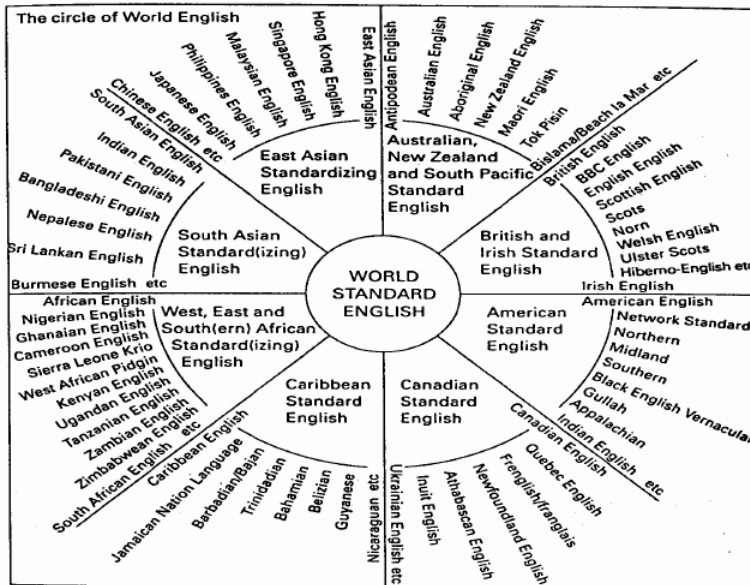 The circle of World English
Hong Kong English
Singapore English
Malaysian English
Philippines English
Japanese English
Chinese English etc
East Asian English
East Asian
Standardizing
English
Antipodean English
Australian English
Aboriginal English
New Zealand English
Maori English
Tok Pisin
Bislama/Beach la Mar etc
Australian,
New Zealand
and South Pacific
Standard
English
British English
BBC English
English English
Scottish English
Scots
Norn
Welsh English
Ulster Scots
Hiberno-English etc
Irish English
British and
Irish Standard
English
American English
Network Standard
Northern
Midland
Southern
Black English Vernacular
Gullah
Appalachian
Indian English etc
American
Standard
English
Canadian English
Quebec English
Frenglish/franglais
Newfoundland English
Athabascan English
Inuit English
Ukrainian English etc
Canadian
Standard
English
Caribbean English
Jamaican Nation Language
Barbadian/Bajan
Trinidadian
Bahamian
Belizian
Guyanese
Nicaraguan etc
Caribbean
Standard
English
African English
Nigerian English
Ghanaian English
Cameroon English
Sierra Leone Krio
West African Pidgin
Kenyan English
Ugandan English
Tanzanian English
Zambian English
Zimbabwean English
South African English etc
West, East and
South(ern) African
Standard(izing)
English
South Asian English
Indian English
Pakistani English
Bangladeshi English
Nepalese English
Sri Lankan English
Burmese English etc
South Asian
Standard(izing)
English
WORLD
STANDARD
ENGLISH